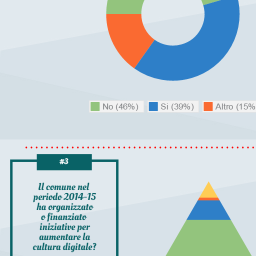 No (46%) Si (39%) Altro (15%
#3
Il comune nel
periodo 2014-15
ha organizzato
o finanziato
iniziative per
aumentare la
cultura digitale?